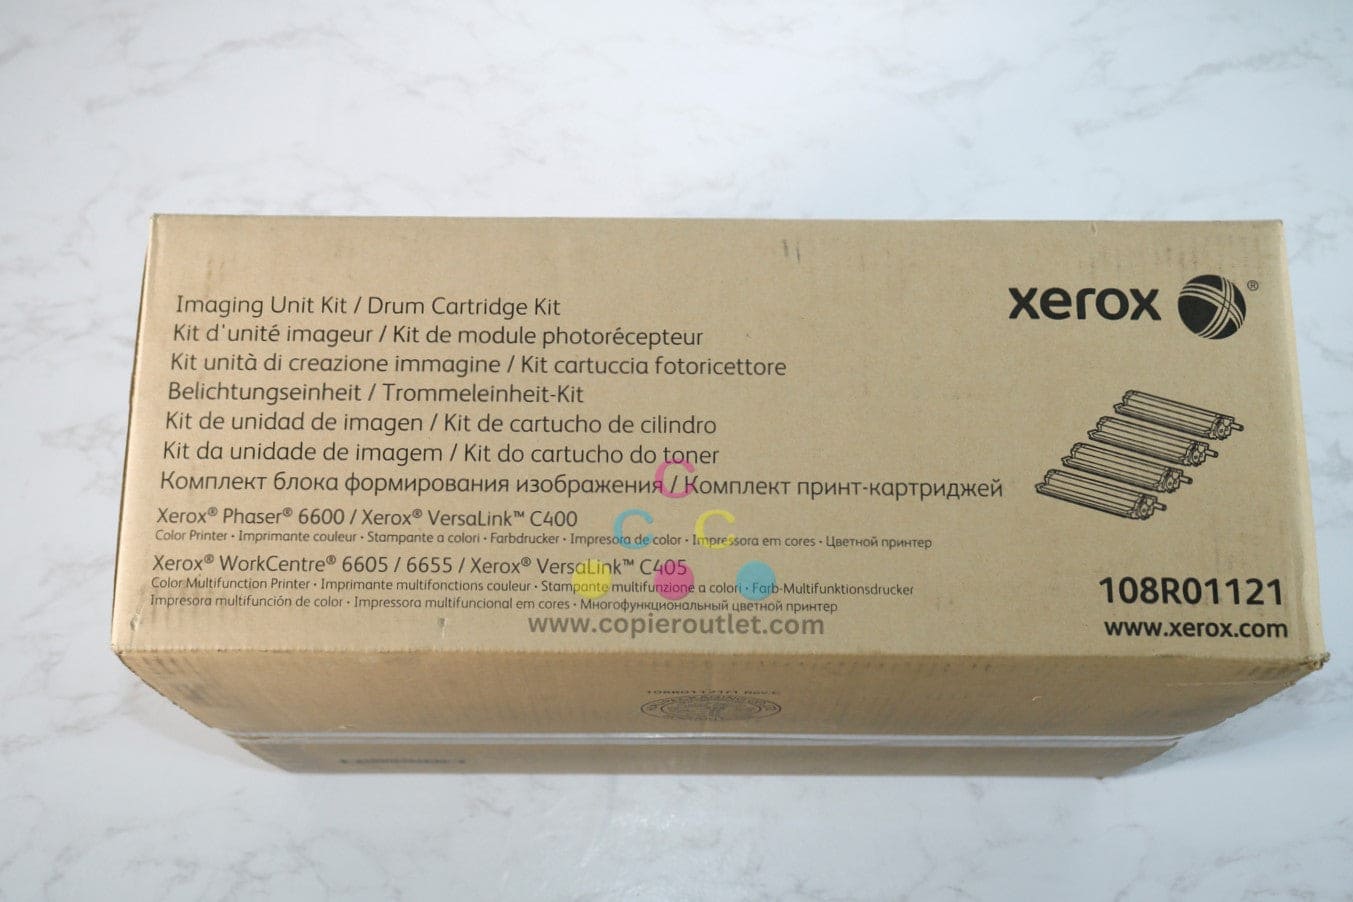 Imaging Unit Kit / Drum Cartridge Kit
Kit d'unité imageur / Kit de module photorécepteur
Kit unità di creazione immagine / Kit cartuccia fotoricettore
Belichtungseinheit / Trommeleinheit-Kit
Kit de unidad de imagen / Kit de cartucho de cilindro
Kit da unidade de imagem / Kit do cartucho do toner
Комплект блока формирования изображения / Комплект принт-картриджей
Xerox® Phaser® 6600 / Xerox® VersaLink™ C400
Color Printer • Imprimante couleur • Stampante a colori • Farbdrucker • Impresora de color • Impressora em cores • Цветной принтер
Xerox® WorkCentre® 6605 / 6655 / Xerox® VersaLink™ C405
Color Multifunction Printer • Imprimante multifonctions couleur • Stampante multifunzione a colori • Farb-Multifunktionsdrucker
Impresora multifunción de color • Impressora multifuncional em cores • Многофункциональный цветной принтер
xerox ®
108R01121
www.xerox.com
C
C C
www.copieroutlet.com